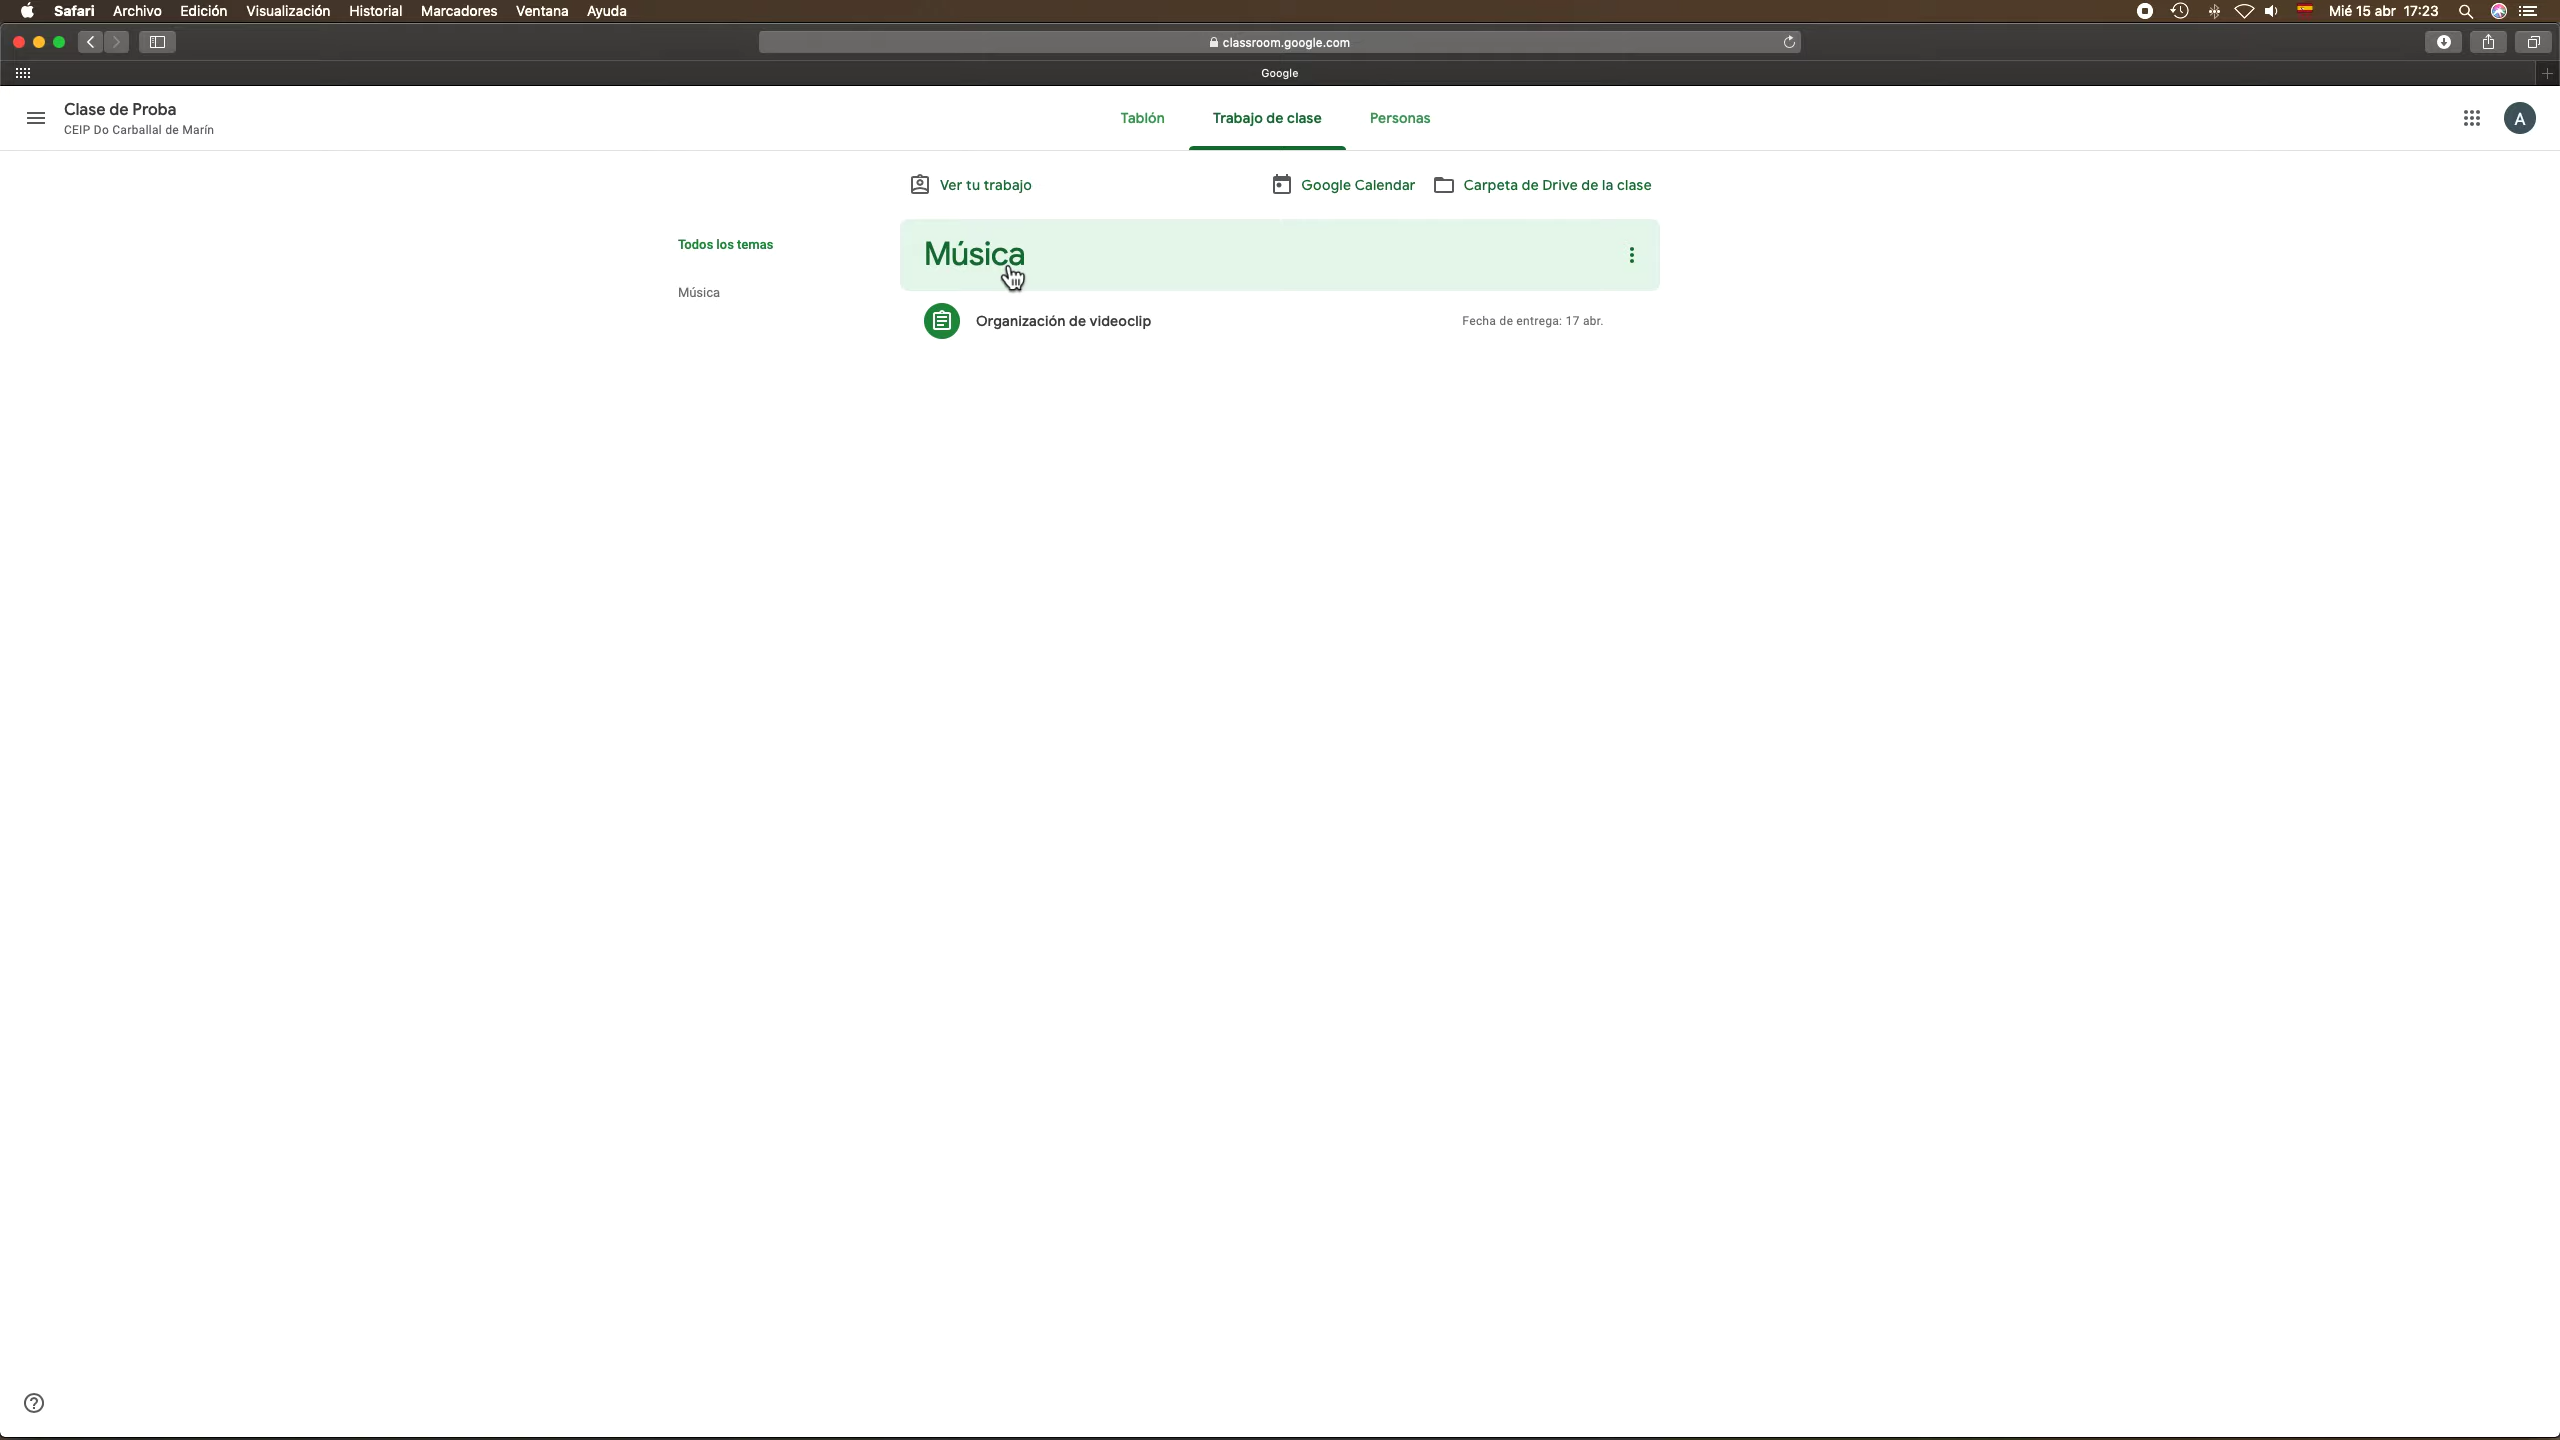 Safari Archivo Edición Visualización Historial Marcadores Ventana Ayuda Mié 15 abr 17:23
classroom.google.com
Google
Clase de Proba
CEIP Do Carballal de Marín
Tablón Trabajo de clase Personas
A
Ver tu trabajo Google Calendar Carpeta de Drive de la clase
Todos los temas
Música
Música
Organización de videoclip Fecha de entrega: 17 abr.